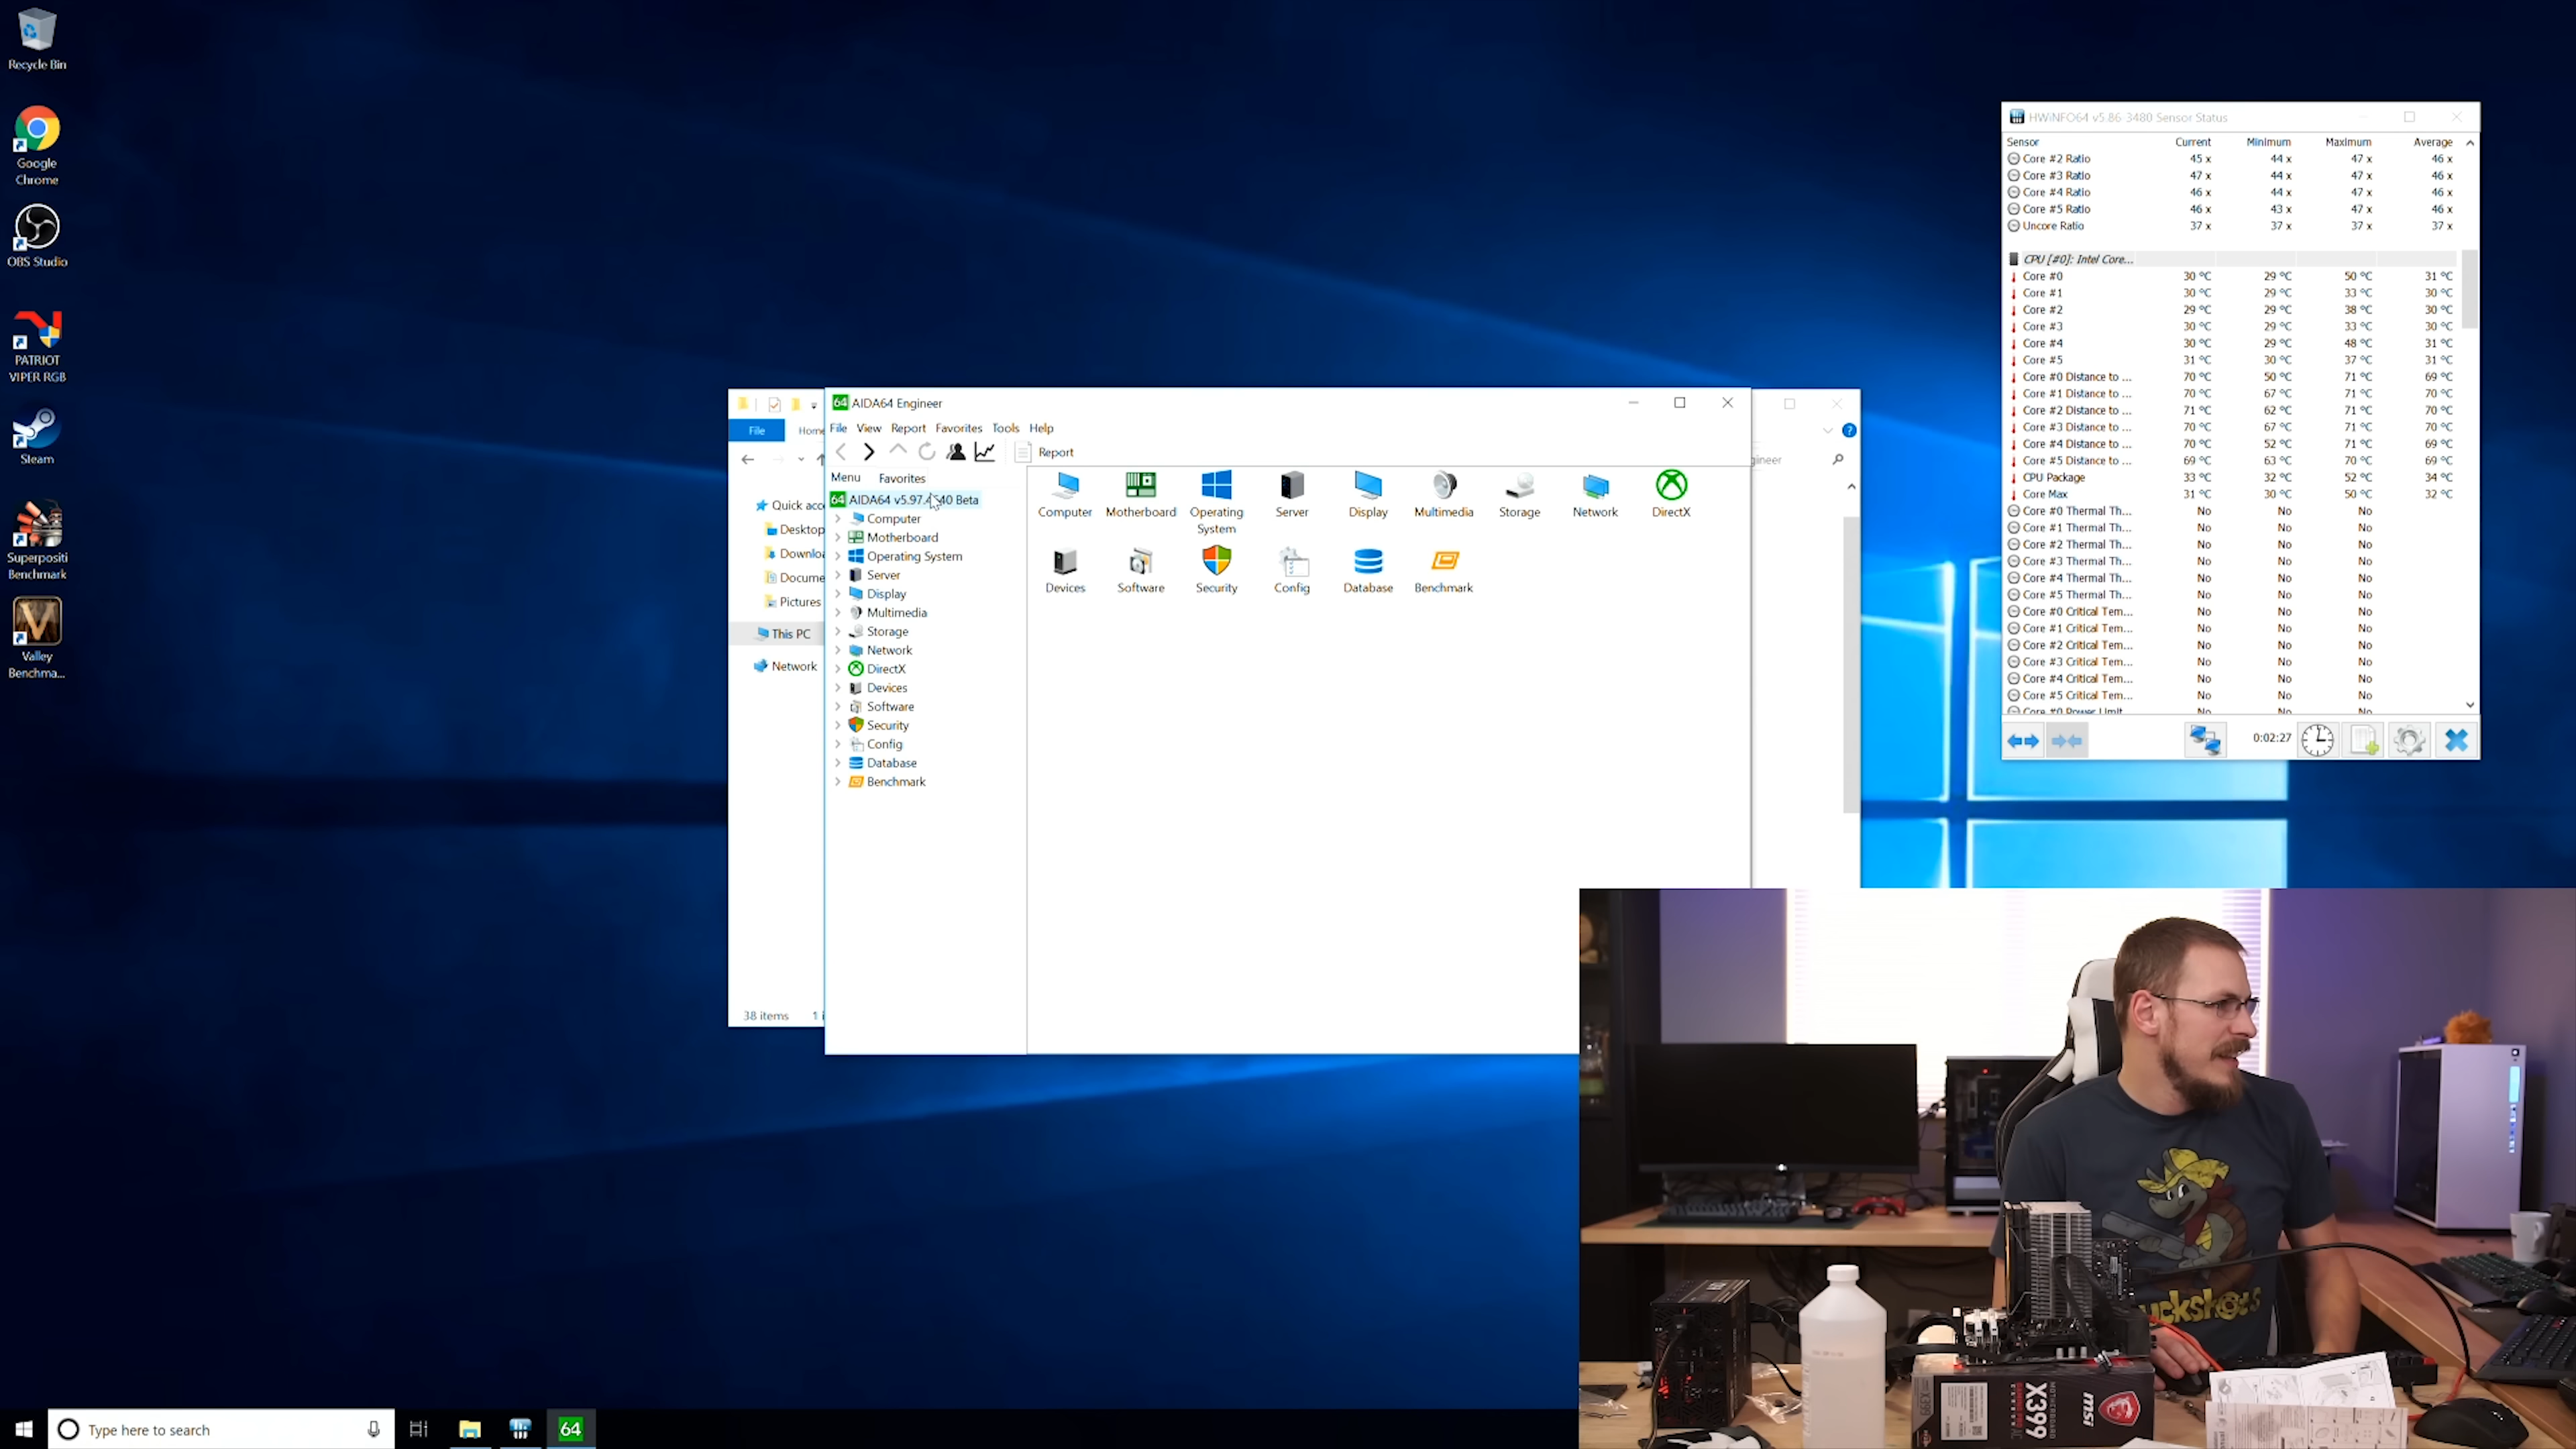 Recycle Bin
Google
Chrome
OBS Studio
PATRIOT
VIPER RGB
Steam
Superpositi
Benchmark
Valley
Benchma...
File
Home
Quick acc
Desktop
Downlo
Docume
Pictures
This PC
Network
38 items
gineer
64 AIDA64 Engineer
File View Report Favorites Tools Help
Report
Menu Favorites
64 AIDA64 v5.97. 40 Beta
Computer
Motherboard
Operating System
Server
Display
Multimedia
Storage
Network
DirectX
Devices
Software
Security
Config
Database
Benchmark
Computer Motherboard Operating System Server Display Multimedia Storage Network DirectX
Devices Software Security Config Database Benchmark
HWiNFO64 v5.86-3480 Sensor Status
Sensor Current Minimum Maximum Average
Core #2 Ratio 45 x 44 x 47 x 46 x
Core #3 Ratio 47 x 44 x 47 x 46 x
Core #4 Ratio 46 x 44 x 47 x 46 x
Core #5 Ratio 46 x 43 x 47 x 46 x
Uncore Ratio 37 x 37 x 37 x 37 x
CPU [#0]: Intel Core...
Core #0 30 °C 29 °C 50 °C 31 °C
Core #1 30 °C 29 °C 33 °C 30 °C
Core #2 29 °C 29 °C 38 °C 30 °C
Core #3 30 °C 29 °C 33 °C 30 °C
Core #4 30 °C 29 °C 48 °C 31 °C
Core #5 31 °C 30 °C 37 °C 31 °C
Core #0 Distance to ... 70 °C 50 °C 71 °C 69 °C
Core #1 Distance to ... 70 °C 67 °C 71 °C 70 °C
Core #2 Distance to ... 71 °C 62 °C 71 °C 70 °C
Core #3 Distance to ... 70 °C 67 °C 71 °C 70 °C
Core #4 Distance to ... 70 °C 52 °C 71 °C 69 °C
Core #5 Distance to ... 69 °C 63 °C 70 °C 69 °C
CPU Package 33 °C 32 °C 52 °C 34 °C
Core Max 31 °C 30 °C 50 °C 32 °C
Core #0 Thermal Th... No No No
Core #1 Thermal Th... No No No
Core #2 Thermal Th... No No No
Core #3 Thermal Th... No No No
Core #4 Thermal Th... No No No
Core #5 Thermal Th... No No No
Core #0 Critical Tem... No No No
Core #1 Critical Tem... No No No
Core #2 Critical Tem... No No No
Core #3 Critical Tem... No No No
Core #4 Critical Tem... No No No
Core #5 Critical Tem... No No No
Core #0 Power Limit No No No
0:02:27
uckshots
X399
MOTHERBOARD
msi
Type here to search
64